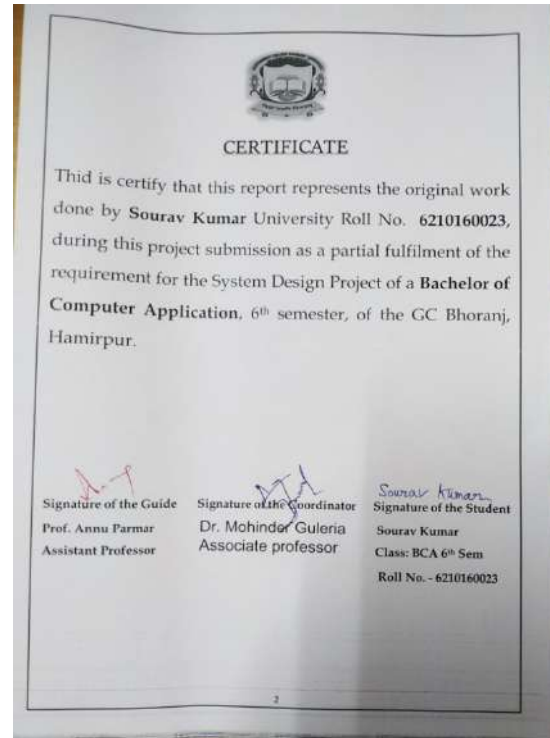 CERTIFICATE
Thid is certify that this report represents the original work
done by Sourav Kumar University Roll No. 6210160023,
during this project submission as a partial fulfilment of the
requirement for the System Design Project of a Bachelor of
Computer Application, 6th semester, of the GC Bhoranj,
Hamirpur.
Sourav Kumar
Signature of the Guide Signature of the Coordinator Signature of the Student
Prof. Annu Parmar Dr. Mohinder Guleria Sourav Kumar
Assistant Professor Associate professor Class: BCA 6th Sem
Roll No. - 6210160023
2